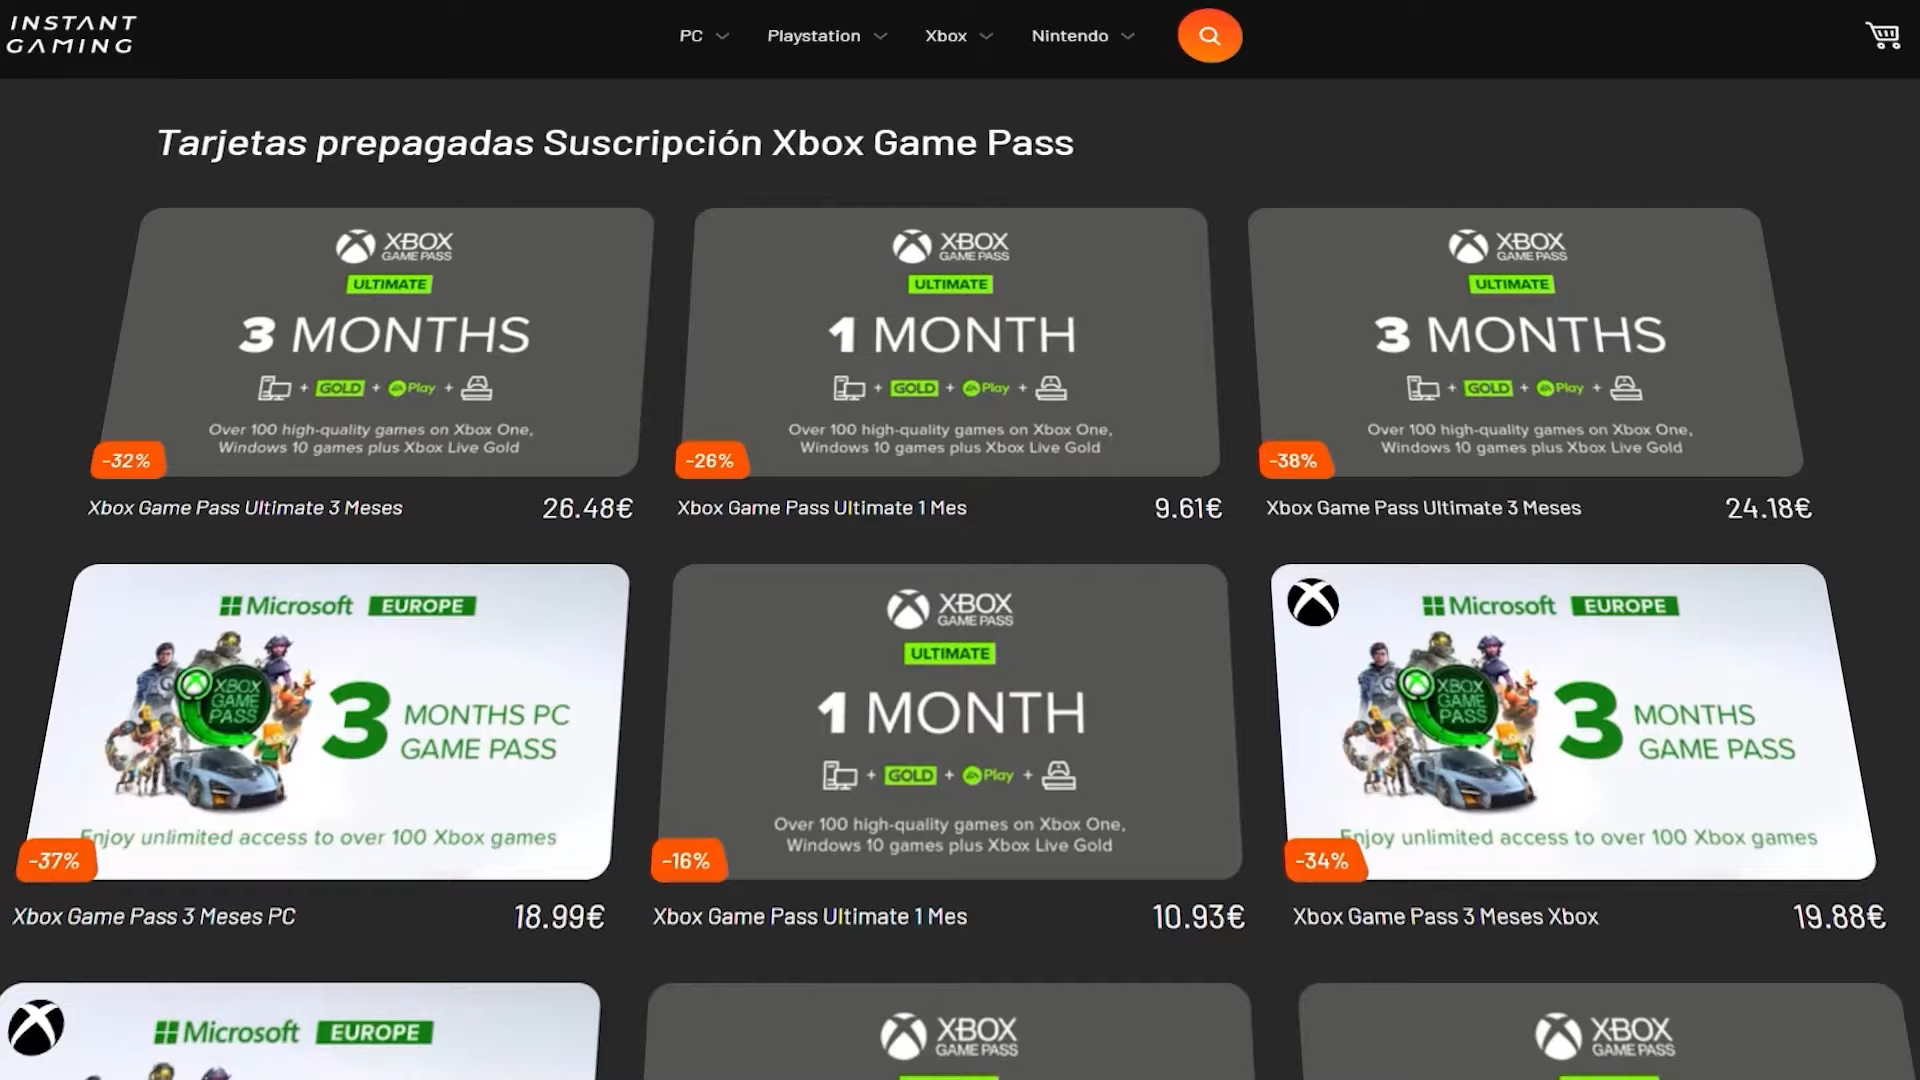 INSTANT
GAMING
PC
Playstation
Xbox
Nintendo
Tarjetas prepagadas Suscripción Xbox Game Pass
XBOX
GAME PASS
ULTIMATE
3 MONTHS
+ GOLD + EA Play +
Over 100 high-quality games on Xbox One,
Windows 10 games plus Xbox Live Gold
-32%
Xbox Game Pass Ultimate 3 Meses
26.48€
XBOX
GAME PASS
ULTIMATE
1 MONTH
+ GOLD + EA Play +
Over 100 high-quality games on Xbox One,
Windows 10 games plus Xbox Live Gold
-26%
Xbox Game Pass Ultimate 1 Mes
9.61€
XBOX
GAME PASS
ULTIMATE
3 MONTHS
+ GOLD + EA Play +
Over 100 high-quality games on Xbox One,
Windows 10 games plus Xbox Live Gold
-38%
Xbox Game Pass Ultimate 3 Meses
24.18€
Microsoft EUROPE
XBOX
GAME
PASS
3 MONTHS PC
GAME PASS
Enjoy unlimited access to over 100 Xbox games
-37%
Xbox Game Pass 3 Meses PC
18.99€
XBOX
GAME PASS
ULTIMATE
1 MONTH
+ GOLD + EA Play +
Over 100 high-quality games on Xbox One,
Windows 10 games plus Xbox Live Gold
-16%
Xbox Game Pass Ultimate 1 Mes
10.93€
Microsoft EUROPE
XBOX
GAME
PASS
3 MONTHS
GAME PASS
Enjoy unlimited access to over 100 Xbox games
-34%
Xbox Game Pass 3 Meses Xbox
19.88€
Microsoft EUROPE
XBOX
GAME PASS
XBOX
GAME PASS